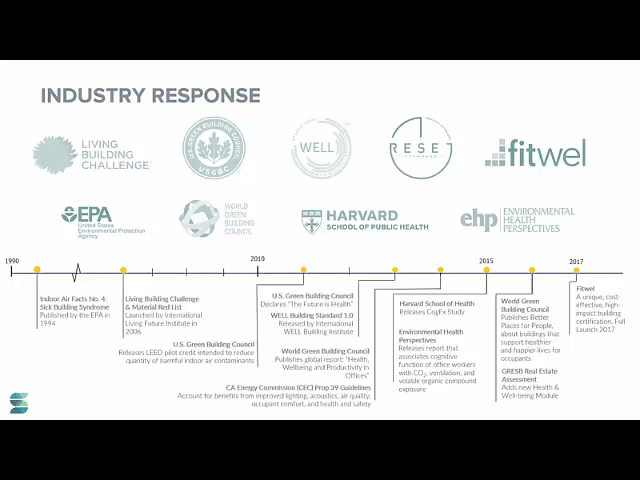 INDUSTRY RESPONSE
LIVING
BUILDING
CHALLENGE
U.S. GREEN BUILDING COUNCIL
USGBC
WELL
RESET
STANDARD
fitwel
EPA
United States
Environmental Protection
Agency
WORLD
GREEN
BUILDING
COUNCIL
HARVARD
SCHOOL OF PUBLIC HEALTH
ehp
ENVIRONMENTAL
HEALTH
PERSPECTIVES
1990
2010
2015
2017
Indoor Air Facts No. 4:
Sick Building Syndrome
Published by the EPA in
1994
Living Building Challenge
& Material Red List
Launched by International
Living Future Institute in
2006
U.S. Green Building Council
Releases LEED pilot credit intended to reduce
quantity of harmful indoor air contaminants
U.S. Green Building Council
Declares "The Future is Health"
WELL Building Standard 1.0
Released by International
WELL Building Institute
World Green Building Council
Publishes global report: "Health,
Wellbeing and Productivity in
Offices"
CA Energy Commission (CEC) Prop 39 Guidelines
Account for benefits from improved lighting, acoustics, air quality,
occupant comfort, and health and safety
Harvard School of Health
Releases CogFx Study
Environmental Health
Perspectives
Releases report that
associates cognitive
function of office workers
with CO₂, ventilation, and
volatile organic compound
exposure
World Green
Building Council
Publishes Better
Places for People,
about buildings that
support healthier
and happier lives for
occupants
GRESB Real Estate
Assessment
Adds new Health &
Well-being Module
Fitwel
A unique, cost-
effective, high-
impact building
certification. Full
Launch 2017